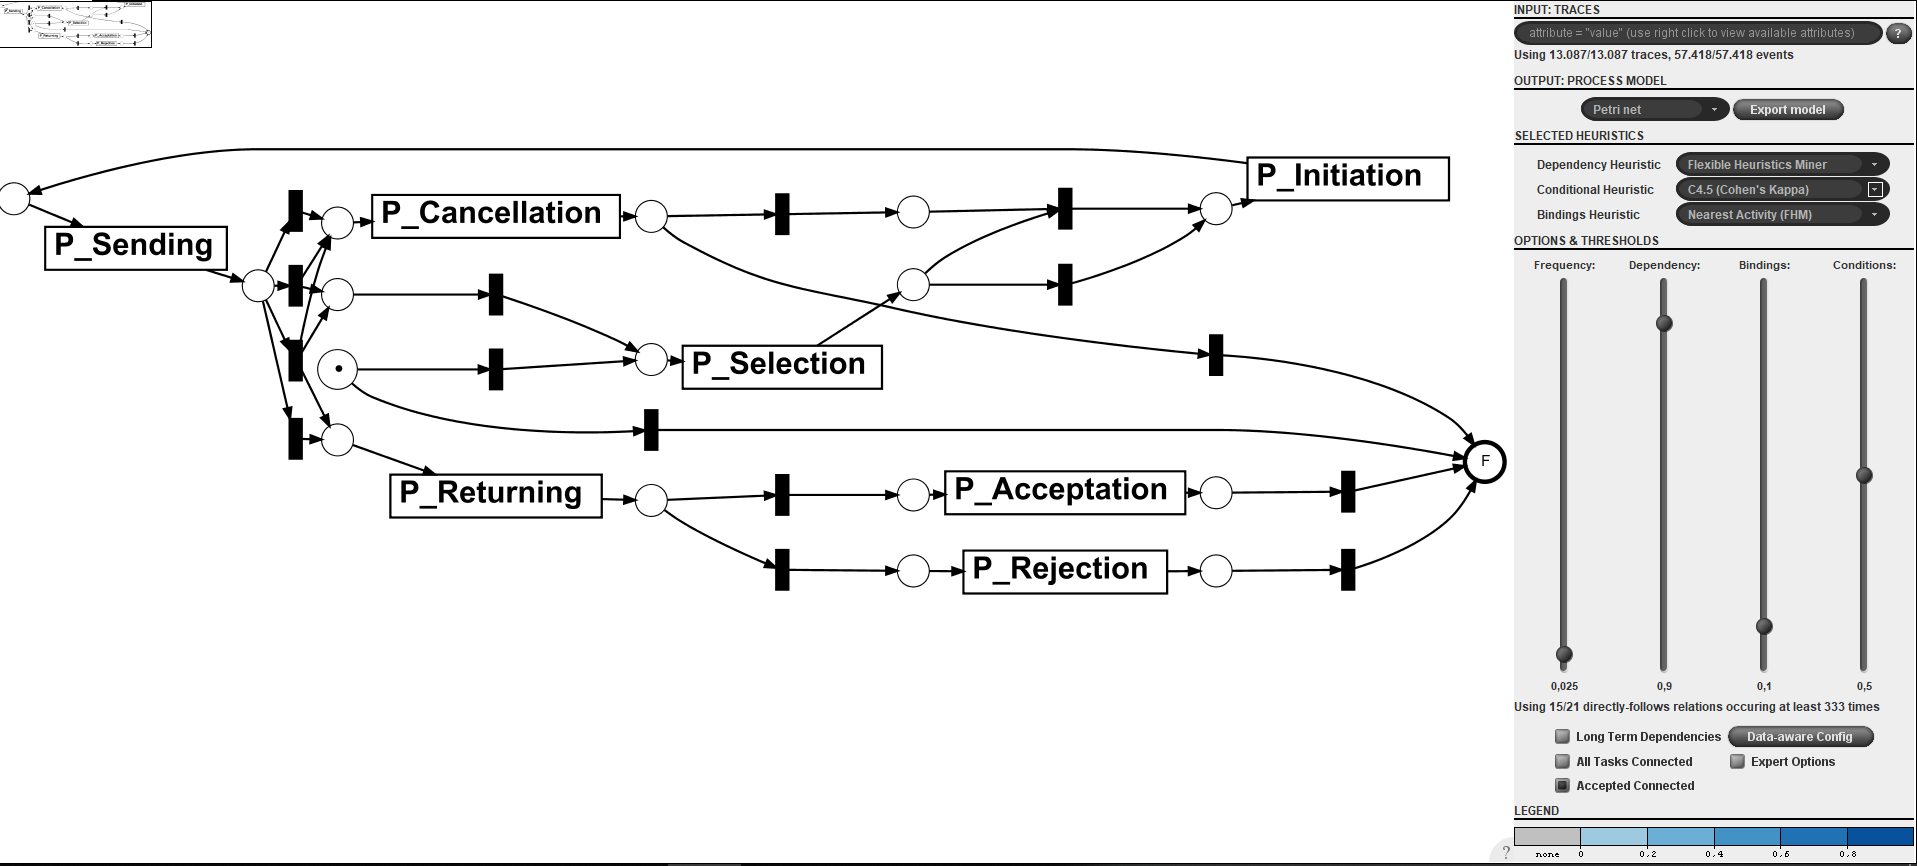 P_Initiation
P_Cancellation
P_Sending
P_Selection
F
P_Returning
P_Acceptation
P_Rejection
INPUT: TRACES
attribute = "value" (use right click to view available attributes)
?
Using 13.087/13.087 traces, 57.418/57.418 events
OUTPUT: PROCESS MODEL
Petri net
Export model
SELECTED HEURISTICS
Dependency Heuristic
Flexible Heuristics Miner
Conditional Heuristic
C4.5 (Cohen's Kappa)
Bindings Heuristic
Nearest Activity (FHM)
OPTIONS & THRESHOLDS
Frequency: Dependency: Bindings: Conditions:
0,025 0,9 0,1 0,5
Using 15/21 directly-follows relations occuring at least 333 times
Long Term Dependencies
Data-aware Config
All Tasks Connected
Expert Options
Accepted Connected
LEGEND
none 0 0,2 0,4 0,6 0,8
?